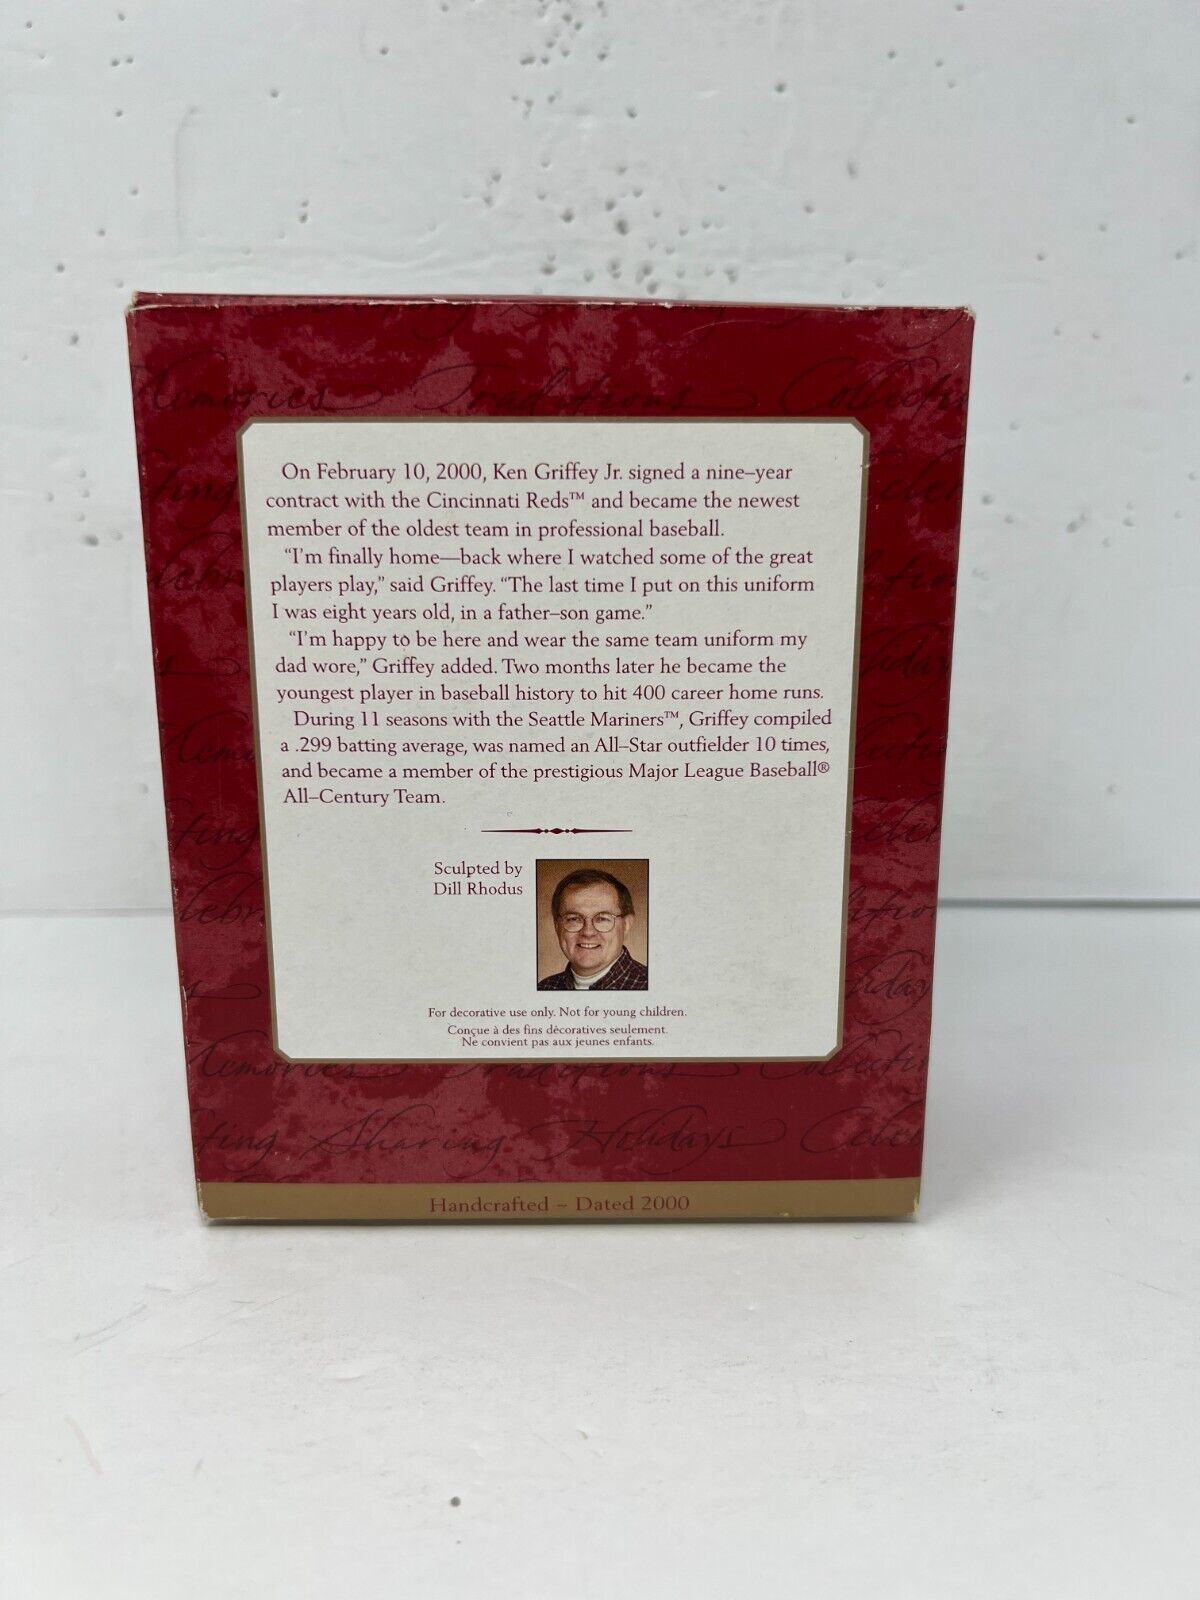 Memories Traditions
On February 10, 2000, Ken Griffey Jr. signed a nine–year
contract with the Cincinnati Reds™ and became the newest
member of the oldest team in professional baseball.
“I'm finally home—back where I watched some of the great
players play,” said Griffey. “The last time I put on this uniform
I was eight years old, in a father–son game.”
“I'm happy to be here and wear the same team uniform my
dad wore,” Griffey added. Two months later he became the
youngest player in baseball history to hit 400 career home runs.
During 11 seasons with the Seattle Mariners™, Griffey compiled
a .299 batting average, was named an All–Star outfielder 10 times,
and became a member of the prestigious Major League Baseball®
All–Century Team.
Sculpted by
Dill Rhodus
For decorative use only. Not for young children.
Conçue à des fins décoratives seulement.
Ne convient pas aux jeunes enfants.
Memories Traditions
Sharing Holidays
Handcrafted ~ Dated 2000